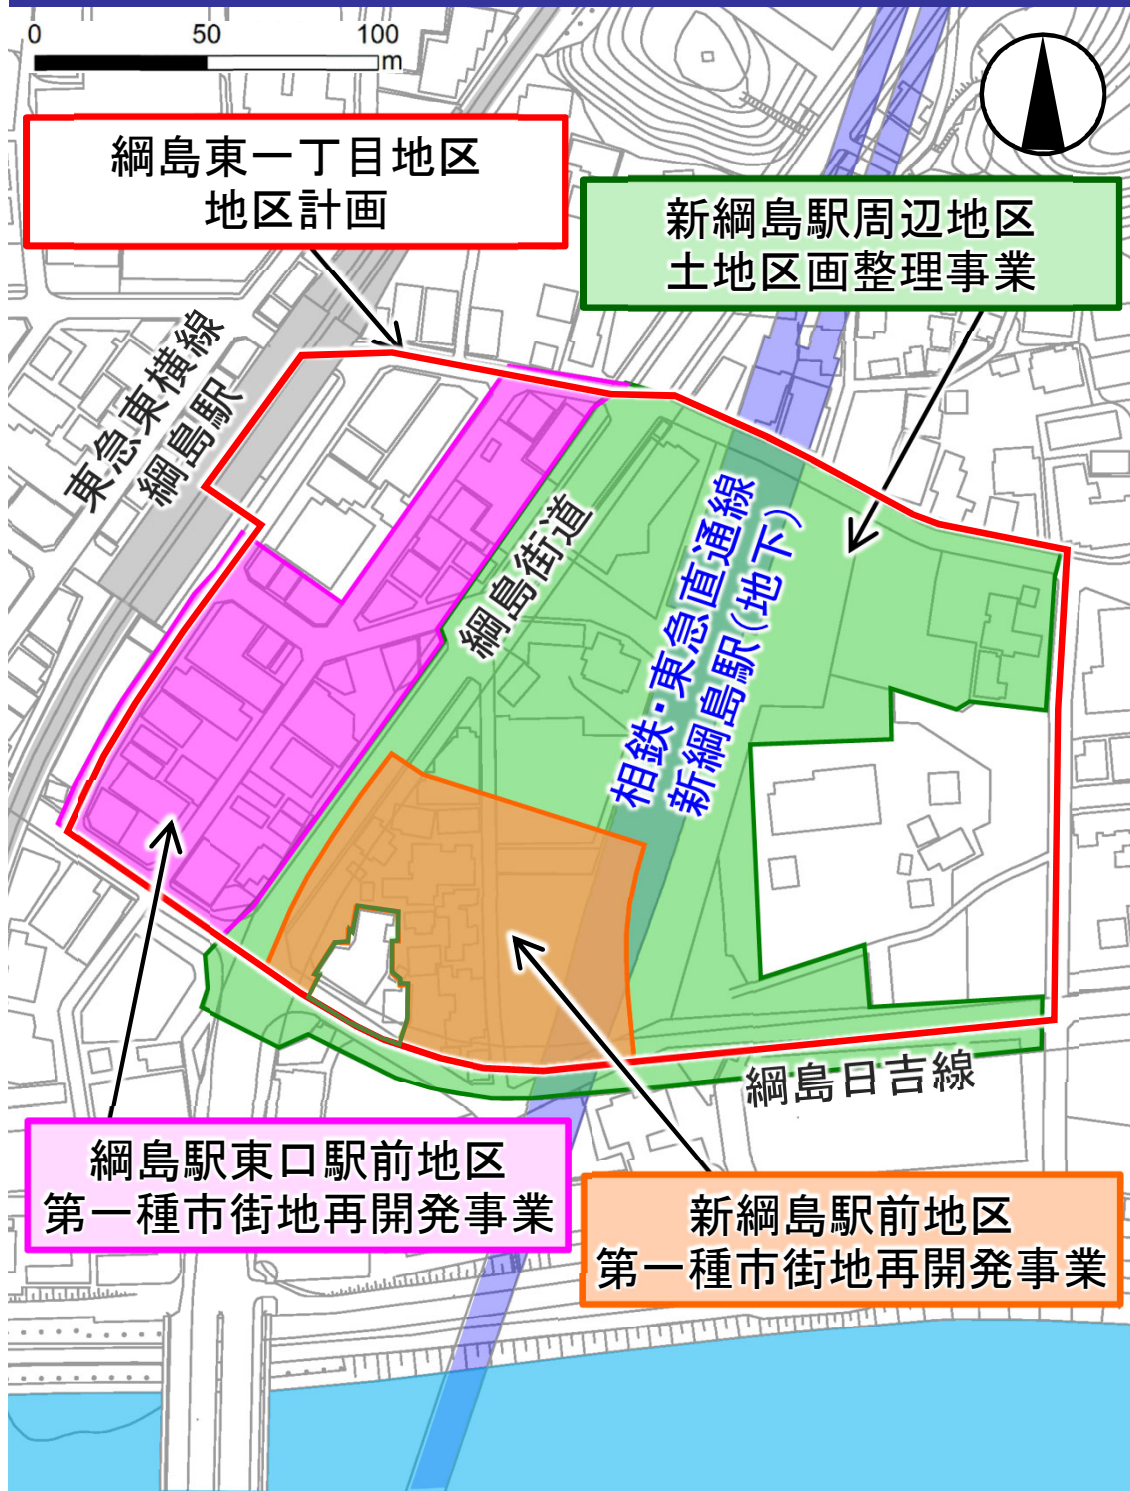 0 50 100
m
綱島東一丁目地区
地区計画
新綱島駅周辺地区
土地区画整理事業
東急東横線
綱島駅
綱島街道
相鉄・東急直通線
新綱島駅(地下)
綱島日吉線
綱島駅東口駅前地区
第一種市街地再開発事業
新綱島駅前地区
第一種市街地再開発事業